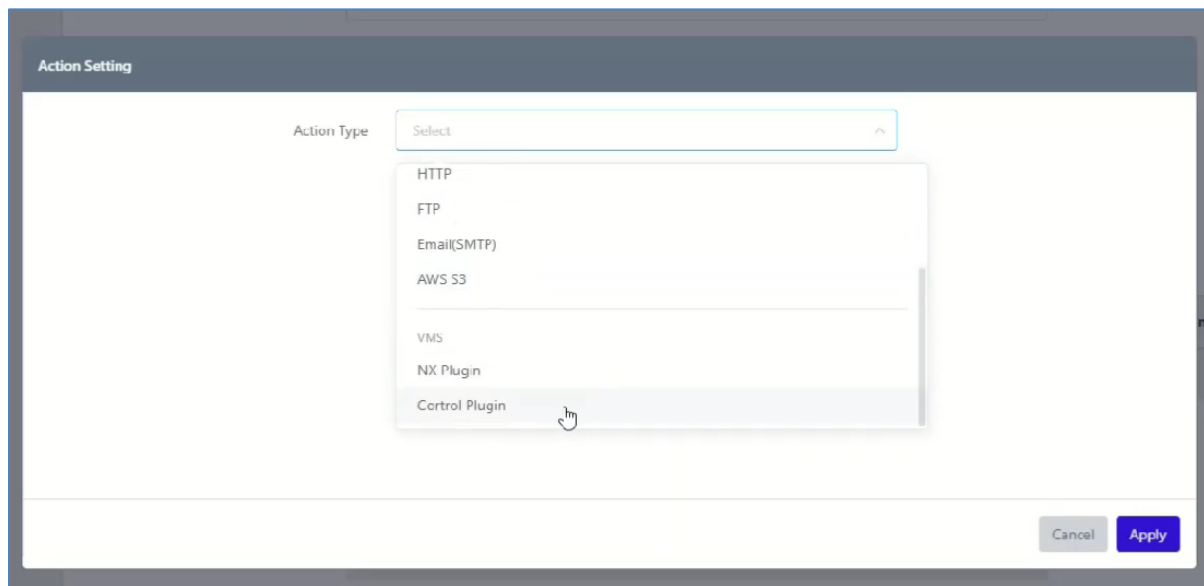 Action Setting
Action Type
Select
HTTP
FTP
Email(SMTP)
AWS S3
VMS
NX Plugin
Cortrol Plugin
Cancel
Apply